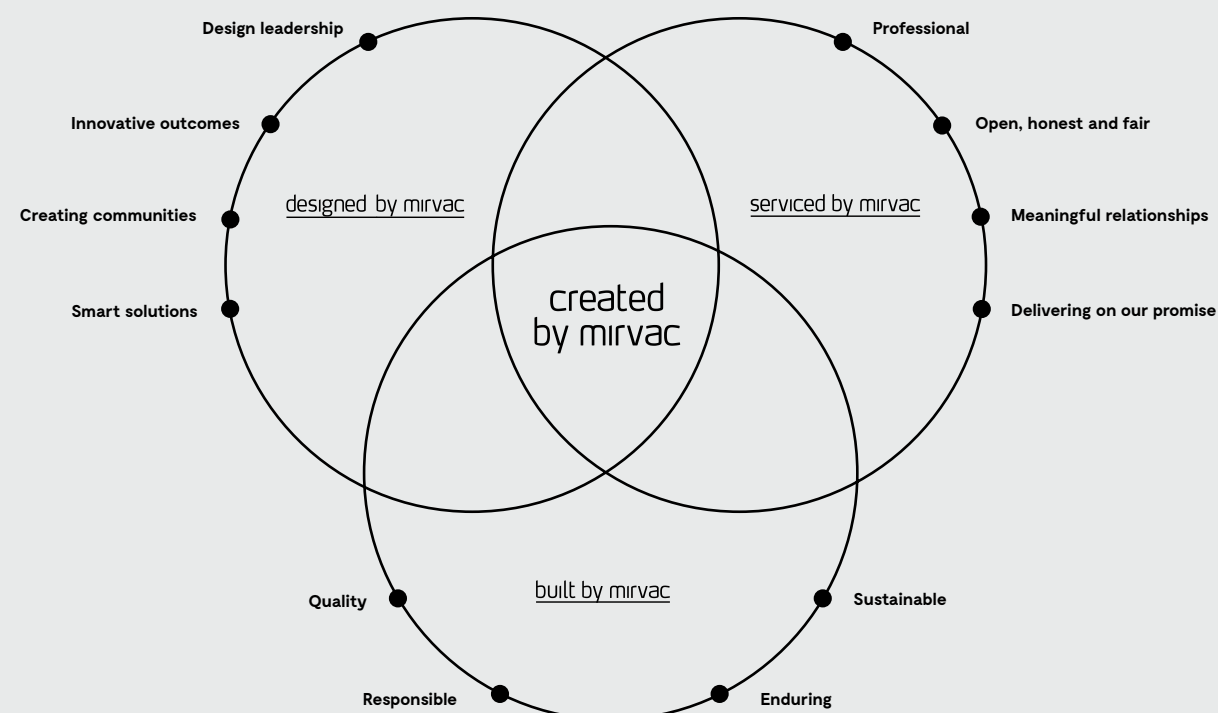 Design leadership
Professional
Innovative outcomes
Open, honest and fair
designed by mirvac
serviced by mirvac
Creating communities
Meaningful relationships
created
by mirvac
Smart solutions
Delivering on our promise
built by mirvac
Quality
Sustainable
Responsible
Enduring